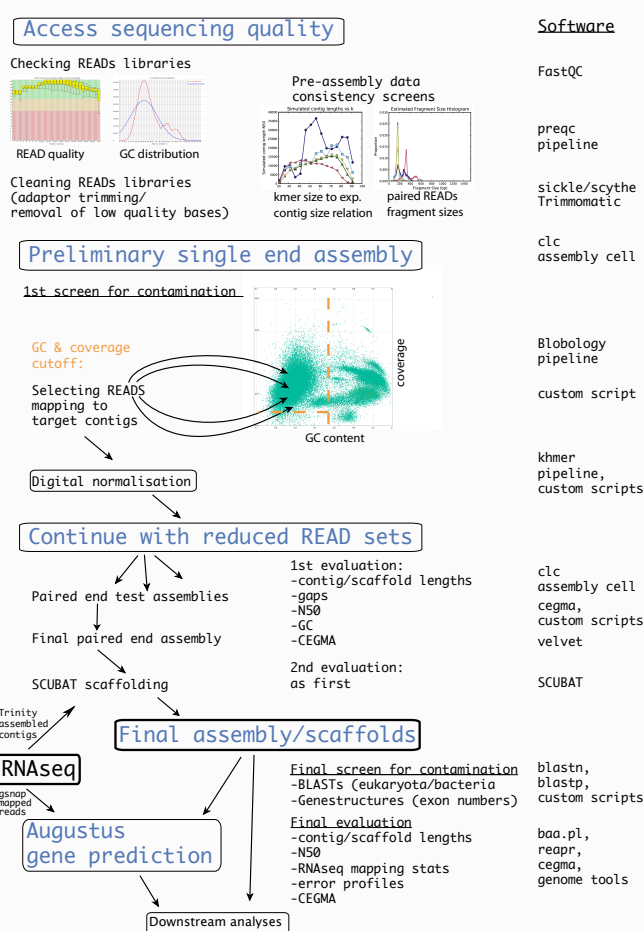 Access sequencing quality
Software
Checking READs libraries
FastQC
Pre-assembly data
consistency screens
Simulated contig lengths vs k
Estimated Fragment Size Histogram
preqc
pipeline
READ quality
GC distribution
Cleaning READs libraries
(adaptor trimming/
removal of low quality bases)
kmer size to exp.
contig size relation
paired READs
fragment sizes
sickle/scythe
Trimmomatic
Preliminary single end assembly
clc
assembly cell
1st screen for contamination
GC & coverage
cutoff:
coverage
Blobology
pipeline
Selecting READS
mapping to
target contigs
custom script
GC content
Digital normalisation
khmer
pipeline,
custom scripts
Continue with reduced READ sets
Paired end test assemblies
Final paired end assembly
SCUBAT scaffolding
1st evaluation:
-contig/scaffold lengths
-gaps
-N50
-GC
-CEGMA
2nd evaluation:
as first
clc
assembly cell
cegma,
custom scripts
velvet
SCUBAT
Trinity
assembled
contigs
Final assembly/scaffolds
RNAseq
gsnap
mapped
reads
Final screen for contamination
-BLASTs (eukaryota/bacteria
-Genestructures (exon numbers)
blastn,
blastp,
custom scripts
Augustus
gene prediction
Final evaluation
-contig/scaffold lengths
-N50
-RNAseq mapping stats
-error profiles
-CEGMA
baa.pl,
reapr,
cegma,
genome tools
Downstream analyses